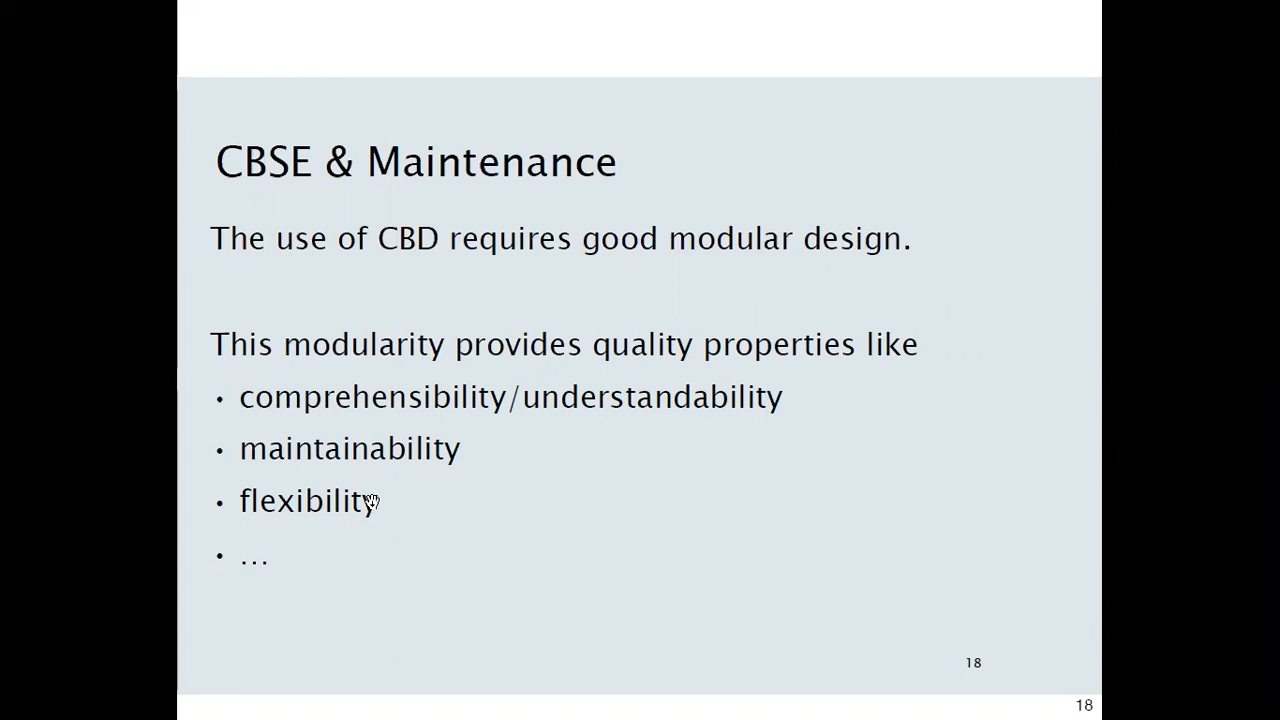 CBSE & Maintenance
The use of CBD requires good modular design.
This modularity provides quality properties like
• comprehensibility/understandability
• maintainability
• flexibility
• ...
18
18